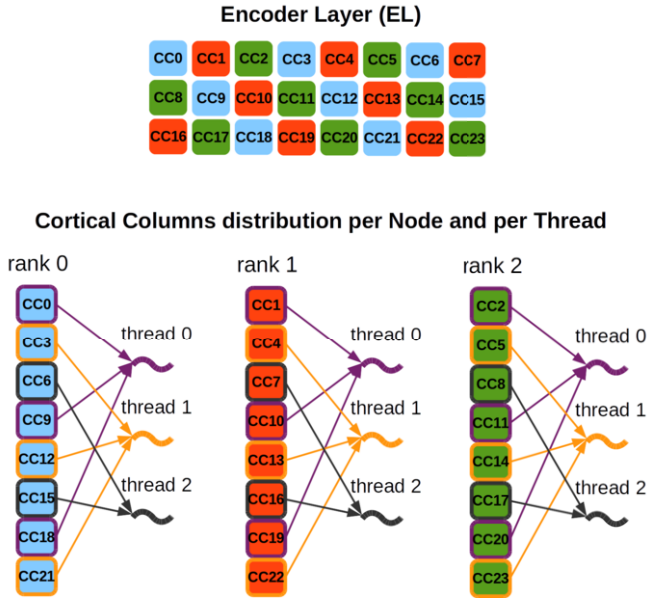 Encoder Layer (EL)
CC0 CC1 CC2 CC3 CC4 CC5 CC6 CC7
CC8 CC9 CC10 CC11 CC12 CC13 CC14 CC15
CC16 CC17 CC18 CC19 CC20 CC21 CC22 CC23
Cortical Columns distribution per Node and per Thread
rank 0
CC0
CC3
CC6
CC9
CC12
CC15
CC18
CC21
thread 0
thread 1
thread 2
rank 1
CC1
CC4
CC7
CC10
CC13
CC16
CC19
CC22
thread 0
thread 1
thread 2
rank 2
CC2
CC5
CC8
CC11
CC14
CC17
CC20
CC23
thread 0
thread 1
thread 2